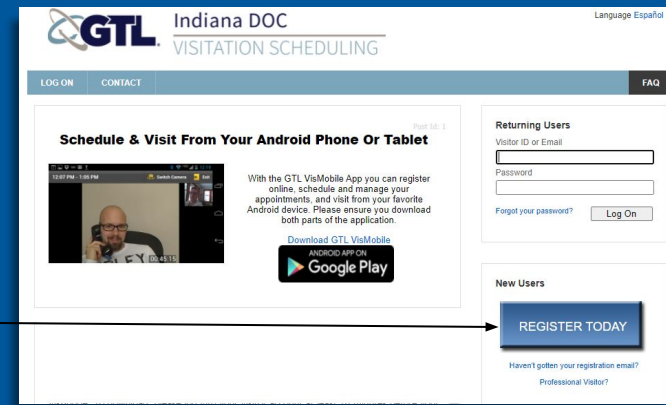 Language Español
GTL.
Indiana DOC
VISITATION SCHEDULING
LOG ON CONTACT FAQ
Post ID: 1
Schedule & Visit From Your Android Phone Or Tablet
12:07 PM - 1:05 PM Switch Camera Exit
00:45:15
With the GTL VisMobile App you can register
online, schedule and manage your
appointments, and visit from your favorite
Android device. Please ensure you download
both parts of the application.
Download GTL VisMobile
ANDROID APP ON
Google Play
Returning Users
Visitor ID or Email
Password
Forgot your password? Log On
New Users
REGISTER TODAY
Haven't gotten your registration email?
Professional Visitor?